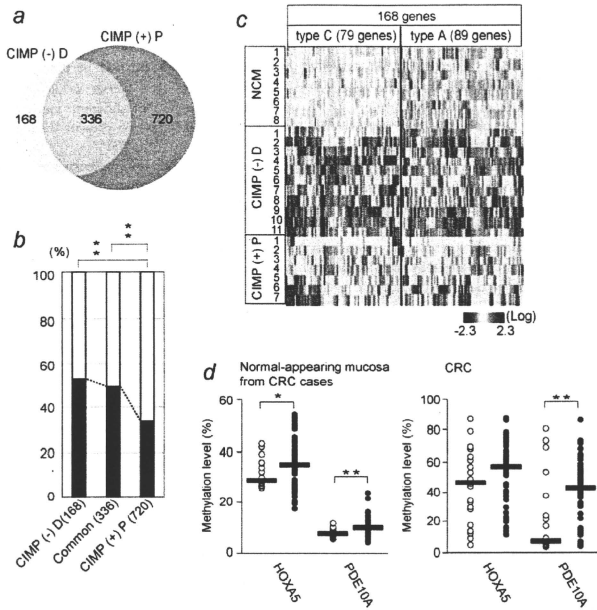 a
CIMP (+) P
CIMP (-) D
168
336
720
b
(%)
* *
* *
100
80
60
40
20
0
CIMP (-) D(168)
Common (336)
CIMP (+) P (720)
c
168 genes
type C (79 genes)
type A (89 genes)
NCM
1
2
3
4
5
6
7
8
CIMP (-) D
1
2
3
4
5
6
7
8
9
10
11
CIMP (+) P
1
2
3
4
5
6
7
(Log)
-2.3
2.3
d
Normal-appearing mucosa
from CRC cases
Methylation level (%)
60
40
20
0
*
**
HOXA5
PDE10A
CRC
Methylation level (%)
100
80
60
40
20
0
**
HOXA5
PDE10A